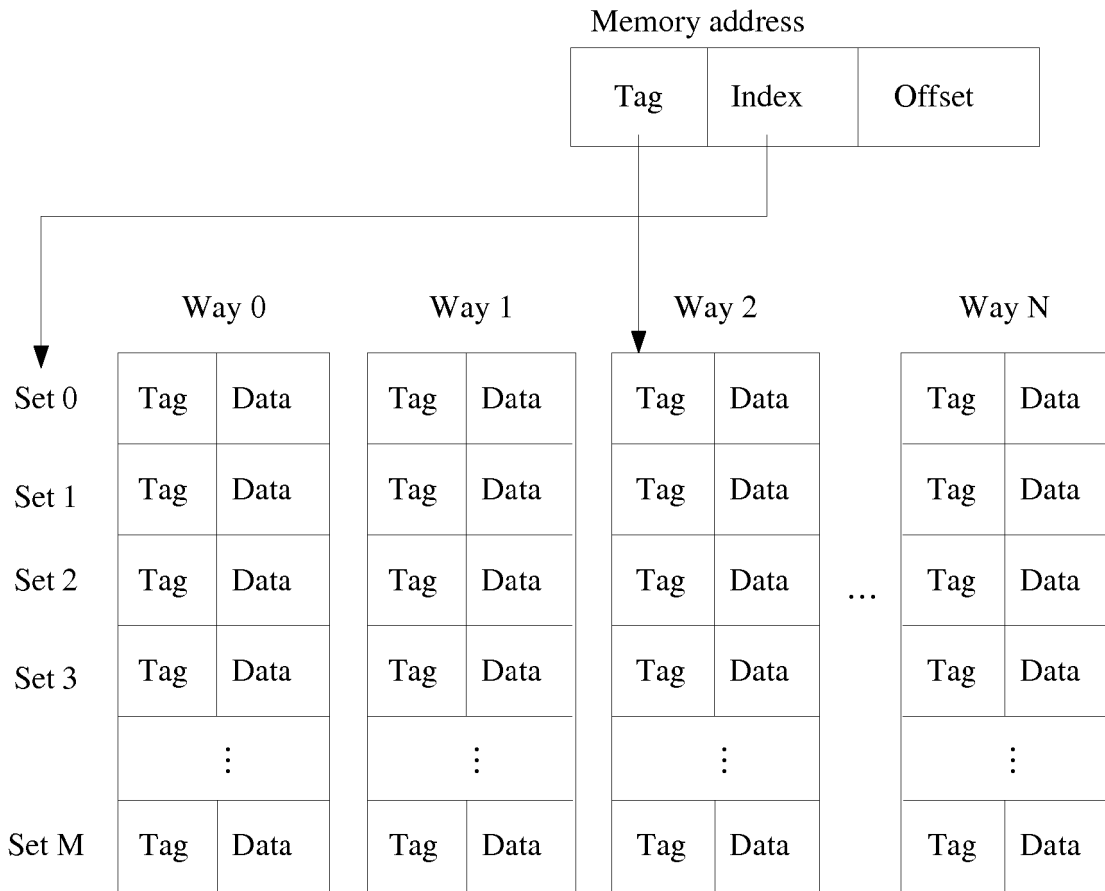 Memory address
Tag Index Offset
Way 0 Way 1 Way 2 Way N
Set 0 Tag Data Tag Data Tag Data Tag Data
Set 1 Tag Data Tag Data Tag Data Tag Data
Set 2 Tag Data Tag Data Tag Data ... Tag Data
Set 3 Tag Data Tag Data Tag Data Tag Data
⋮ ⋮ ⋮ ⋮
Set M Tag Data Tag Data Tag Data Tag Data